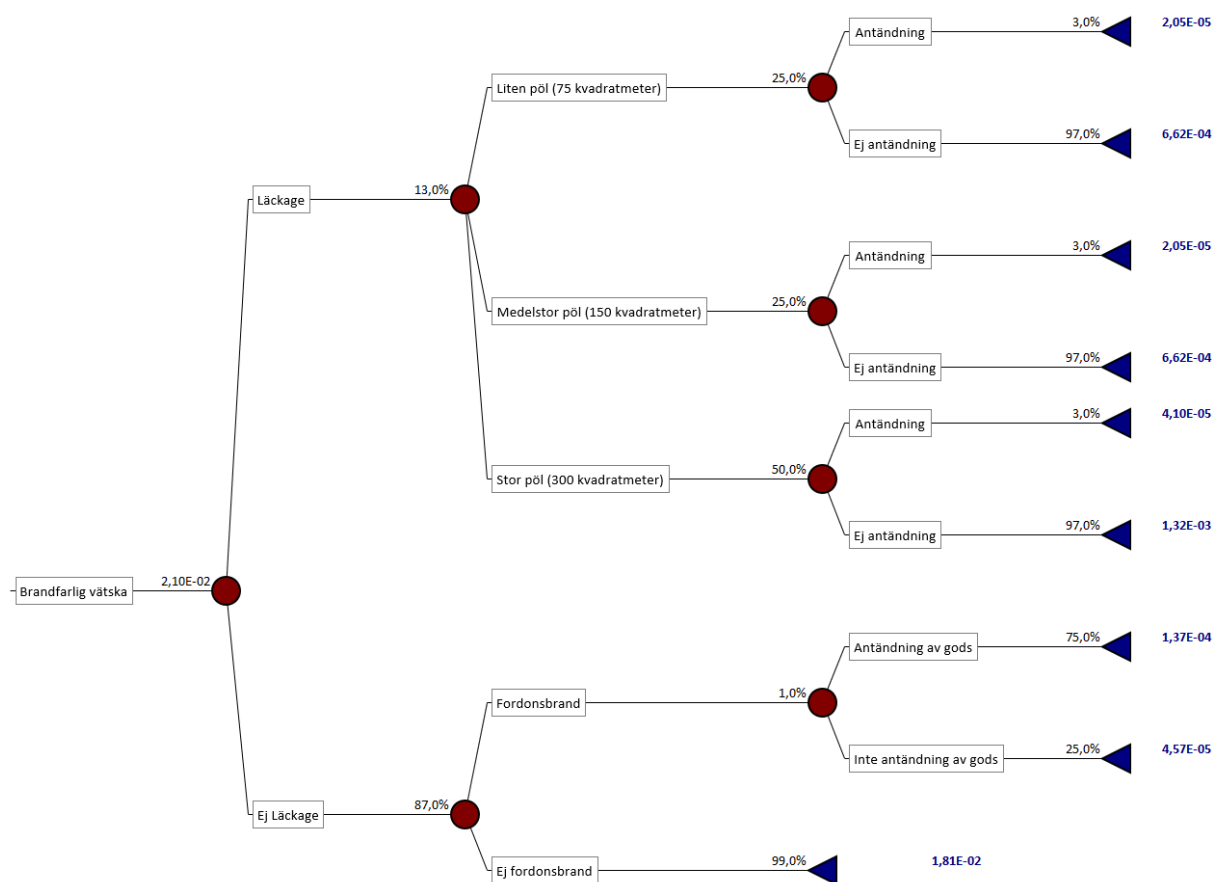 Antändning
3,0%
2,05E-05
Liten pöl (75 kvadratmeter)
25,0%
Ej antändning
97,0%
6,62E-04
Läckage
13,0%
Antändning
3,0%
2,05E-05
Medelstor pöl (150 kvadratmeter)
25,0%
Ej antändning
97,0%
6,62E-04
Antändning
3,0%
4,10E-05
Stor pöl (300 kvadratmeter)
50,0%
Ej antändning
97,0%
1,32E-03
Brandfarlig vätska
2,10E-02
Antändning av gods
75,0%
1,37E-04
Fordonsbrand
1,0%
Inte antändning av gods
25,0%
4,57E-05
Ej Läckage
87,0%
Ej fordonsbrand
99,0%
1,81E-02